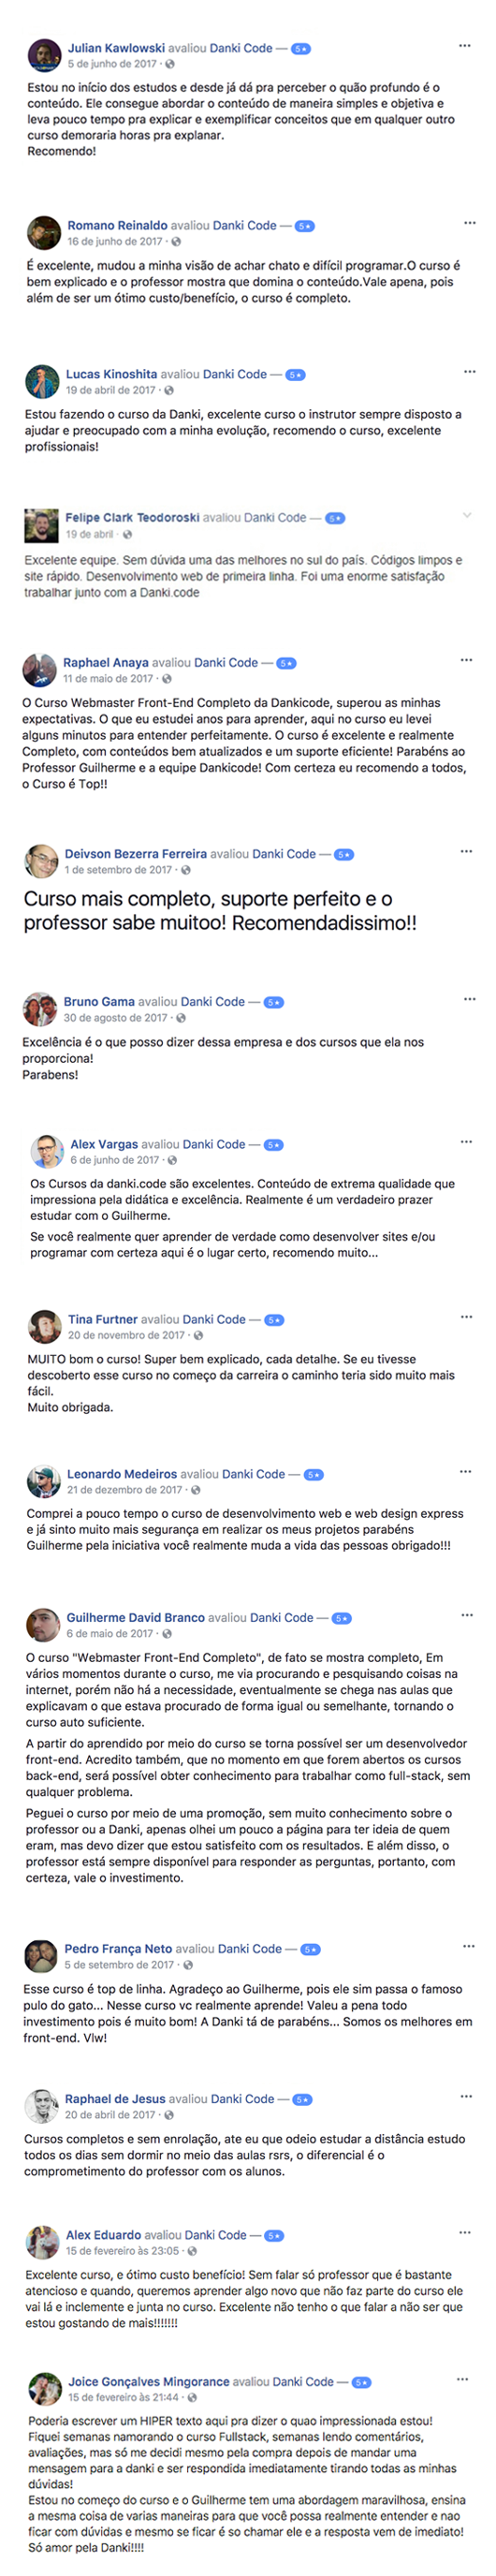 Julian Kawlowski avaliou Danki Code — 5★
5 de junho de 2017 ·
Estou no início dos estudos e desde já dá pra perceber o quão profundo é o
conteúdo. Ele consegue abordar o conteúdo de maneira simples e objetiva e
leva pouco tempo pra explicar e exemplificar conceitos que em qualquer outro
curso demoraria horas pra explanar.
Recomendo!
Romano Reinaldo avaliou Danki Code — 5★
16 de junho de 2017 ·
É excelente, mudou a minha visão de achar chato e difícil programar.O curso é
bem explicado e o professor mostra que domina o conteúdo.Vale apena, pois
além de ser um ótimo custo/benefício, o curso é completo.
Lucas Kinoshita avaliou Danki Code — 5★
19 de abril de 2017 ·
Estou fazendo o curso da Danki, excelente curso o instrutor sempre disposto a
ajudar e preocupado com a minha evolução, recomendo o curso, excelente
profissionais!
Felipe Clark Teodoroski avaliou Danki Code — 5★
19 de abril ·
Excelente equipe. Sem dúvida uma das melhores no sul do país. Códigos limpos e
site rápido. Desenvolvimento web de primeira linha. Foi uma enorme satisfação
trabalhar junto com a Danki.code
Raphael Anaya avaliou Danki Code — 5★
11 de maio de 2017 ·
O Curso Webmaster Front-End Completo da Dankicode, superou as minhas
expectativas. O que eu estudei anos para aprender, aqui no curso eu levei
alguns minutos para entender perfeitamente. O curso é excelente e realmente
Completo, com conteúdos bem atualizados e um suporte eficiente! Parabéns ao
Professor Guilherme e a equipe Dankicode! Com certeza eu recomendo a todos,
o Curso é Top!!
Deivson Bezerra Ferreira avaliou Danki Code — 5★
1 de setembro de 2017 ·
Curso mais completo, suporte perfeito e o
professor sabe muitoo! Recomendadissimo!!
Bruno Gama avaliou Danki Code — 5★
30 de agosto de 2017 ·
Excelência é o que posso dizer dessa empresa e dos cursos que ela nos
proporciona!
Parabens!
Alex Vargas avaliou Danki Code — 5★
6 de junho de 2017 ·
Os Cursos da danki.code são excelentes. Conteúdo de extrema qualidade que
impressiona pela didática e excelência. Realmente é um verdadeiro prazer
estudar com o Guilherme.
Se você realmente quer aprender de verdade como desenvolver sites e/ou
programar com certeza aqui é o lugar certo, recomendo muito...
Tina Furtner avaliou Danki Code — 5★
20 de novembro de 2017 ·
MUITO bom o curso! Super bem explicado, cada detalhe. Se eu tivesse
descoberto esse curso no começo da carreira o caminho teria sido muito mais
fácil.
Muito obrigada.
Leonardo Medeiros avaliou Danki Code — 5★
21 de dezembro de 2017 ·
Comprei a pouco tempo o curso de desenvolvimento web e web design express
e já sinto muito mais segurança em realizar os meus projetos parabéns
Guilherme pela iniciativa você realmente muda a vida das pessoas obrigado!!!
Guilherme David Branco avaliou Danki Code — 5★
6 de maio de 2017 ·
O curso "Webmaster Front-End Completo", de fato se mostra completo, Em
vários momentos durante o curso, me via procurando e pesquisando coisas na
internet, porém não há a necessidade, eventualmente se chega nas aulas que
explicavam o que estava procurado de forma igual ou semelhante, tornando o
curso auto suficiente.
A partir do aprendido por meio do curso se torna possível ser um desenvolvedor
front-end. Acredito também, que no momento em que forem abertos os cursos
back-end, será possível obter conhecimento para trabalhar como full-stack, sem
qualquer problema.
Peguei o curso por meio de uma promoção, sem muito conhecimento sobre o
professor ou a Danki, apenas olhei um pouco a página para ter ideia de quem
eram, mas devo dizer que estou satisfeito com os resultados. E além disso, o
professor está sempre disponível para responder as perguntas, portanto, com
certeza, vale o investimento.
Pedro França Neto avaliou Danki Code — 5★
5 de setembro de 2017 ·
Esse curso é top de linha. Agradeço ao Guilherme, pois ele sim passa o famoso
pulo do gato... Nesse curso vc realmente aprende! Valeu a pena todo
investimento pois é muito bom! A Danki tá de parabéns... Somos os melhores em
front-end. Vlw!
Raphael de Jesus avaliou Danki Code — 5★
20 de abril de 2017 ·
Cursos completos e sem enrolação, ate eu que odeio estudar a distância estudo
todos os dias sem dormir no meio das aulas rsrs, o diferencial é o
comprometimento do professor com os alunos.
Alex Eduardo avaliou Danki Code — 5★
15 de fevereiro às 23:05 ·
Excelente curso, e ótimo custo benefício! Sem falar só professor que é bastante
atencioso e quando, queremos aprender algo novo que não faz parte do curso ele
vai lá e inclemente e junta no curso. Excelente não tenho o que falar a não ser que
estou gostando de mais!!!!!!!
Joice Gonçalves Mingorance avaliou Danki Code — 5★
15 de fevereiro às 21:44 ·
Poderia escrever um HIPER texto aqui pra dizer o quao impressionada estou!
Fiquei semanas namorando o curso Fullstack, semanas lendo comentários,
avaliações, mas só me decidi mesmo pela compra depois de mandar uma
mensagem para a danki e ser respondida imediatamente tirando todas as minhas
dúvidas!
Estou no começo do curso e o Guilherme tem uma abordagem maravilhosa, ensina
a mesma coisa de varias maneiras para que você possa realmente entender e nao
ficar com dúvidas e mesmo se ficar é so chamar ele e a resposta vem de imediato!
Só amor pela Danki!!!!